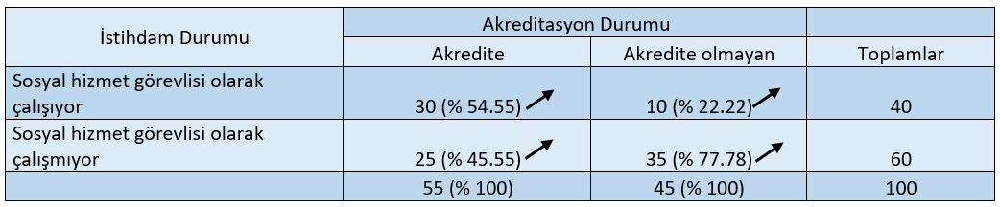 İstihdam Durumu
Akreditasyon Durumu
Akredite
Akredite olmayan
Toplamlar
Sosyal hizmet görevlisi olarak
çalışıyor
30 (% 54.55)
10 (% 22.22)
40
Sosyal hizmet görevlisi olarak
çalışmıyor
25 (% 45.55)
35 (% 77.78)
60
55 (% 100)
45 (% 100)
100